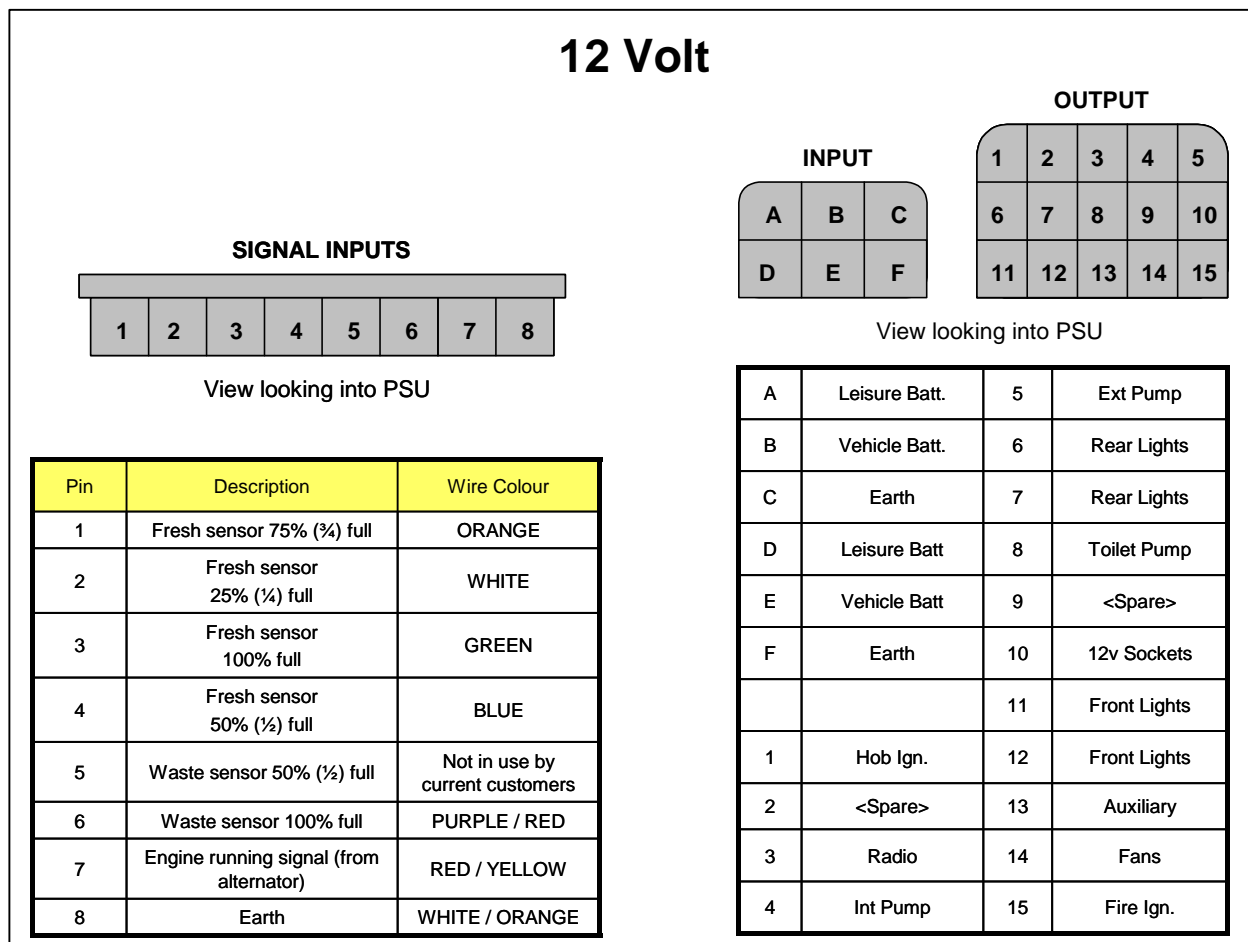 12 Volt
SIGNAL INPUTS
1 2 3 4 5 6 7 8
View looking into PSU
Pin Description Wire Colour
1 Fresh sensor 75% (¾) full ORANGE
2 Fresh sensor
25% (¼) full WHITE
3 Fresh sensor
100% full GREEN
4 Fresh sensor
50% (½) full BLUE
5 Waste sensor 50% (½) full Not in use by
current customers
6 Waste sensor 100% full PURPLE / RED
7 Engine running signal (from
alternator) RED / YELLOW
8 Earth WHITE / ORANGE
INPUT
A B C
D E F
OUTPUT
1 2 3 4 5
6 7 8 9 10
11 12 13 14 15
View looking into PSU
A Leisure Batt. 5 Ext Pump
B Vehicle Batt. 6 Rear Lights
C Earth 7 Rear Lights
D Leisure Batt 8 Toilet Pump
E Vehicle Batt 9 <Spare>
F Earth 10 12v Sockets
11 Front Lights
1 Hob Ign. 12 Front Lights
2 <Spare> 13 Auxiliary
3 Radio 14 Fans
4 Int Pump 15 Fire Ign.